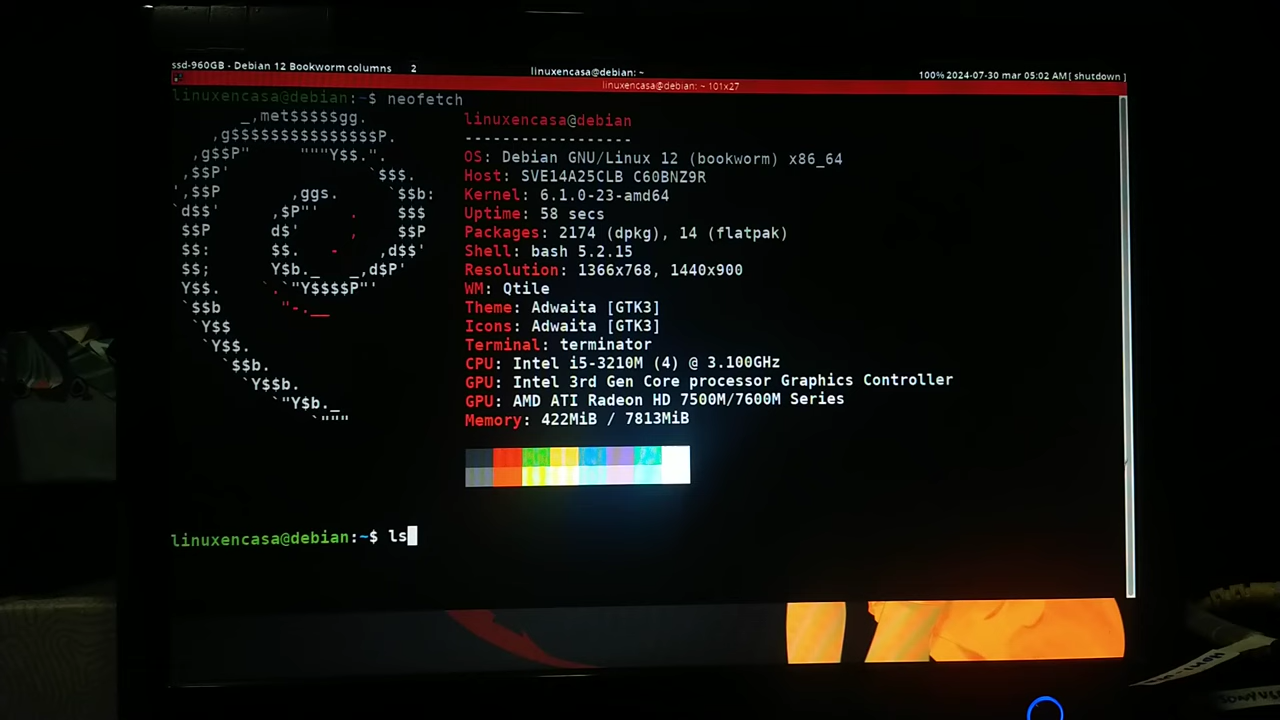 ssd-960GB - Debian 12 Bookworm columns 2 linuxencasa@debian: ~ 100% 2024-07-30 mar 05:02 AM[ shutdown ]
linuxencasa@debian: ~ 101x27
linuxencasa@debian:~$ neofetch
_,met$$$$$gg.
,g$$$$$$$$$$$$$$$P. linuxencasa@debian
-----------------
,g$$P" """Y$$.". OS: Debian GNU/Linux 12 (bookworm) x86_64
,$$P' `$$$. Host: SVE14A25CLB C60BNZ9R
',$$P ,ggs. `$$b: Kernel: 6.1.0-23-amd64
`d$$' ,$P"' . $$$ Uptime: 58 secs
$$P d$' , $$P Packages: 2174 (dpkg), 14 (flatpak)
$$: $$. - ,d$$' Shell: bash 5.2.15
$$; Y$b._ _,d$P' Resolution: 1366x768, 1440x900
Y$$. `.`"Y$$$$P"' WM: Qtile
`$$b "-.__ Theme: Adwaita [GTK3]
`Y$$ Icons: Adwaita [GTK3]
`Y$$. Terminal: terminator
`$$b. CPU: Intel i5-3210M (4) @ 3.100GHz
`Y$$b. GPU: Intel 3rd Gen Core processor Graphics Controller
`"Y$b._ GPU: AMD ATI Radeon HD 7500M/7600M Series
`""" Memory: 422MiB / 7813MiB
linuxencasa@debian:~$ ls